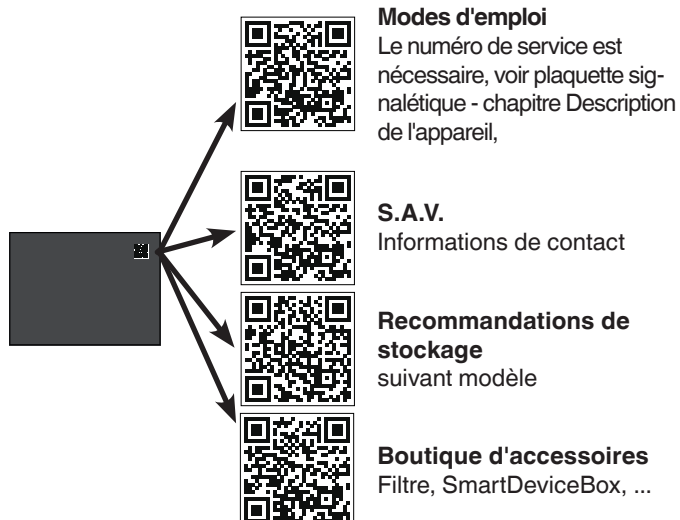 Modes d'emploi
Le numéro de service est
nécessaire, voir plaquette sig-
nalétique - chapitre Description
de l'appareil,
S.A.V.
Informations de contact
Recommandations de
stockage
suivant modèle
Boutique d'accessoires
Filtre, SmartDeviceBox, ...